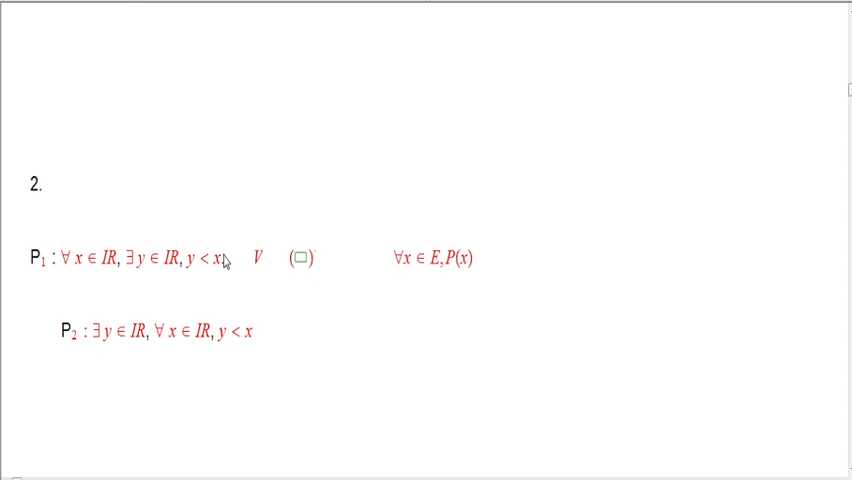 2.
P₁ : ∀ x ∈ IR, ∃ y ∈ IR, y < x V (□) ∀x ∈ E, P(x)
P₂ : ∃ y ∈ IR, ∀ x ∈ IR, y < x